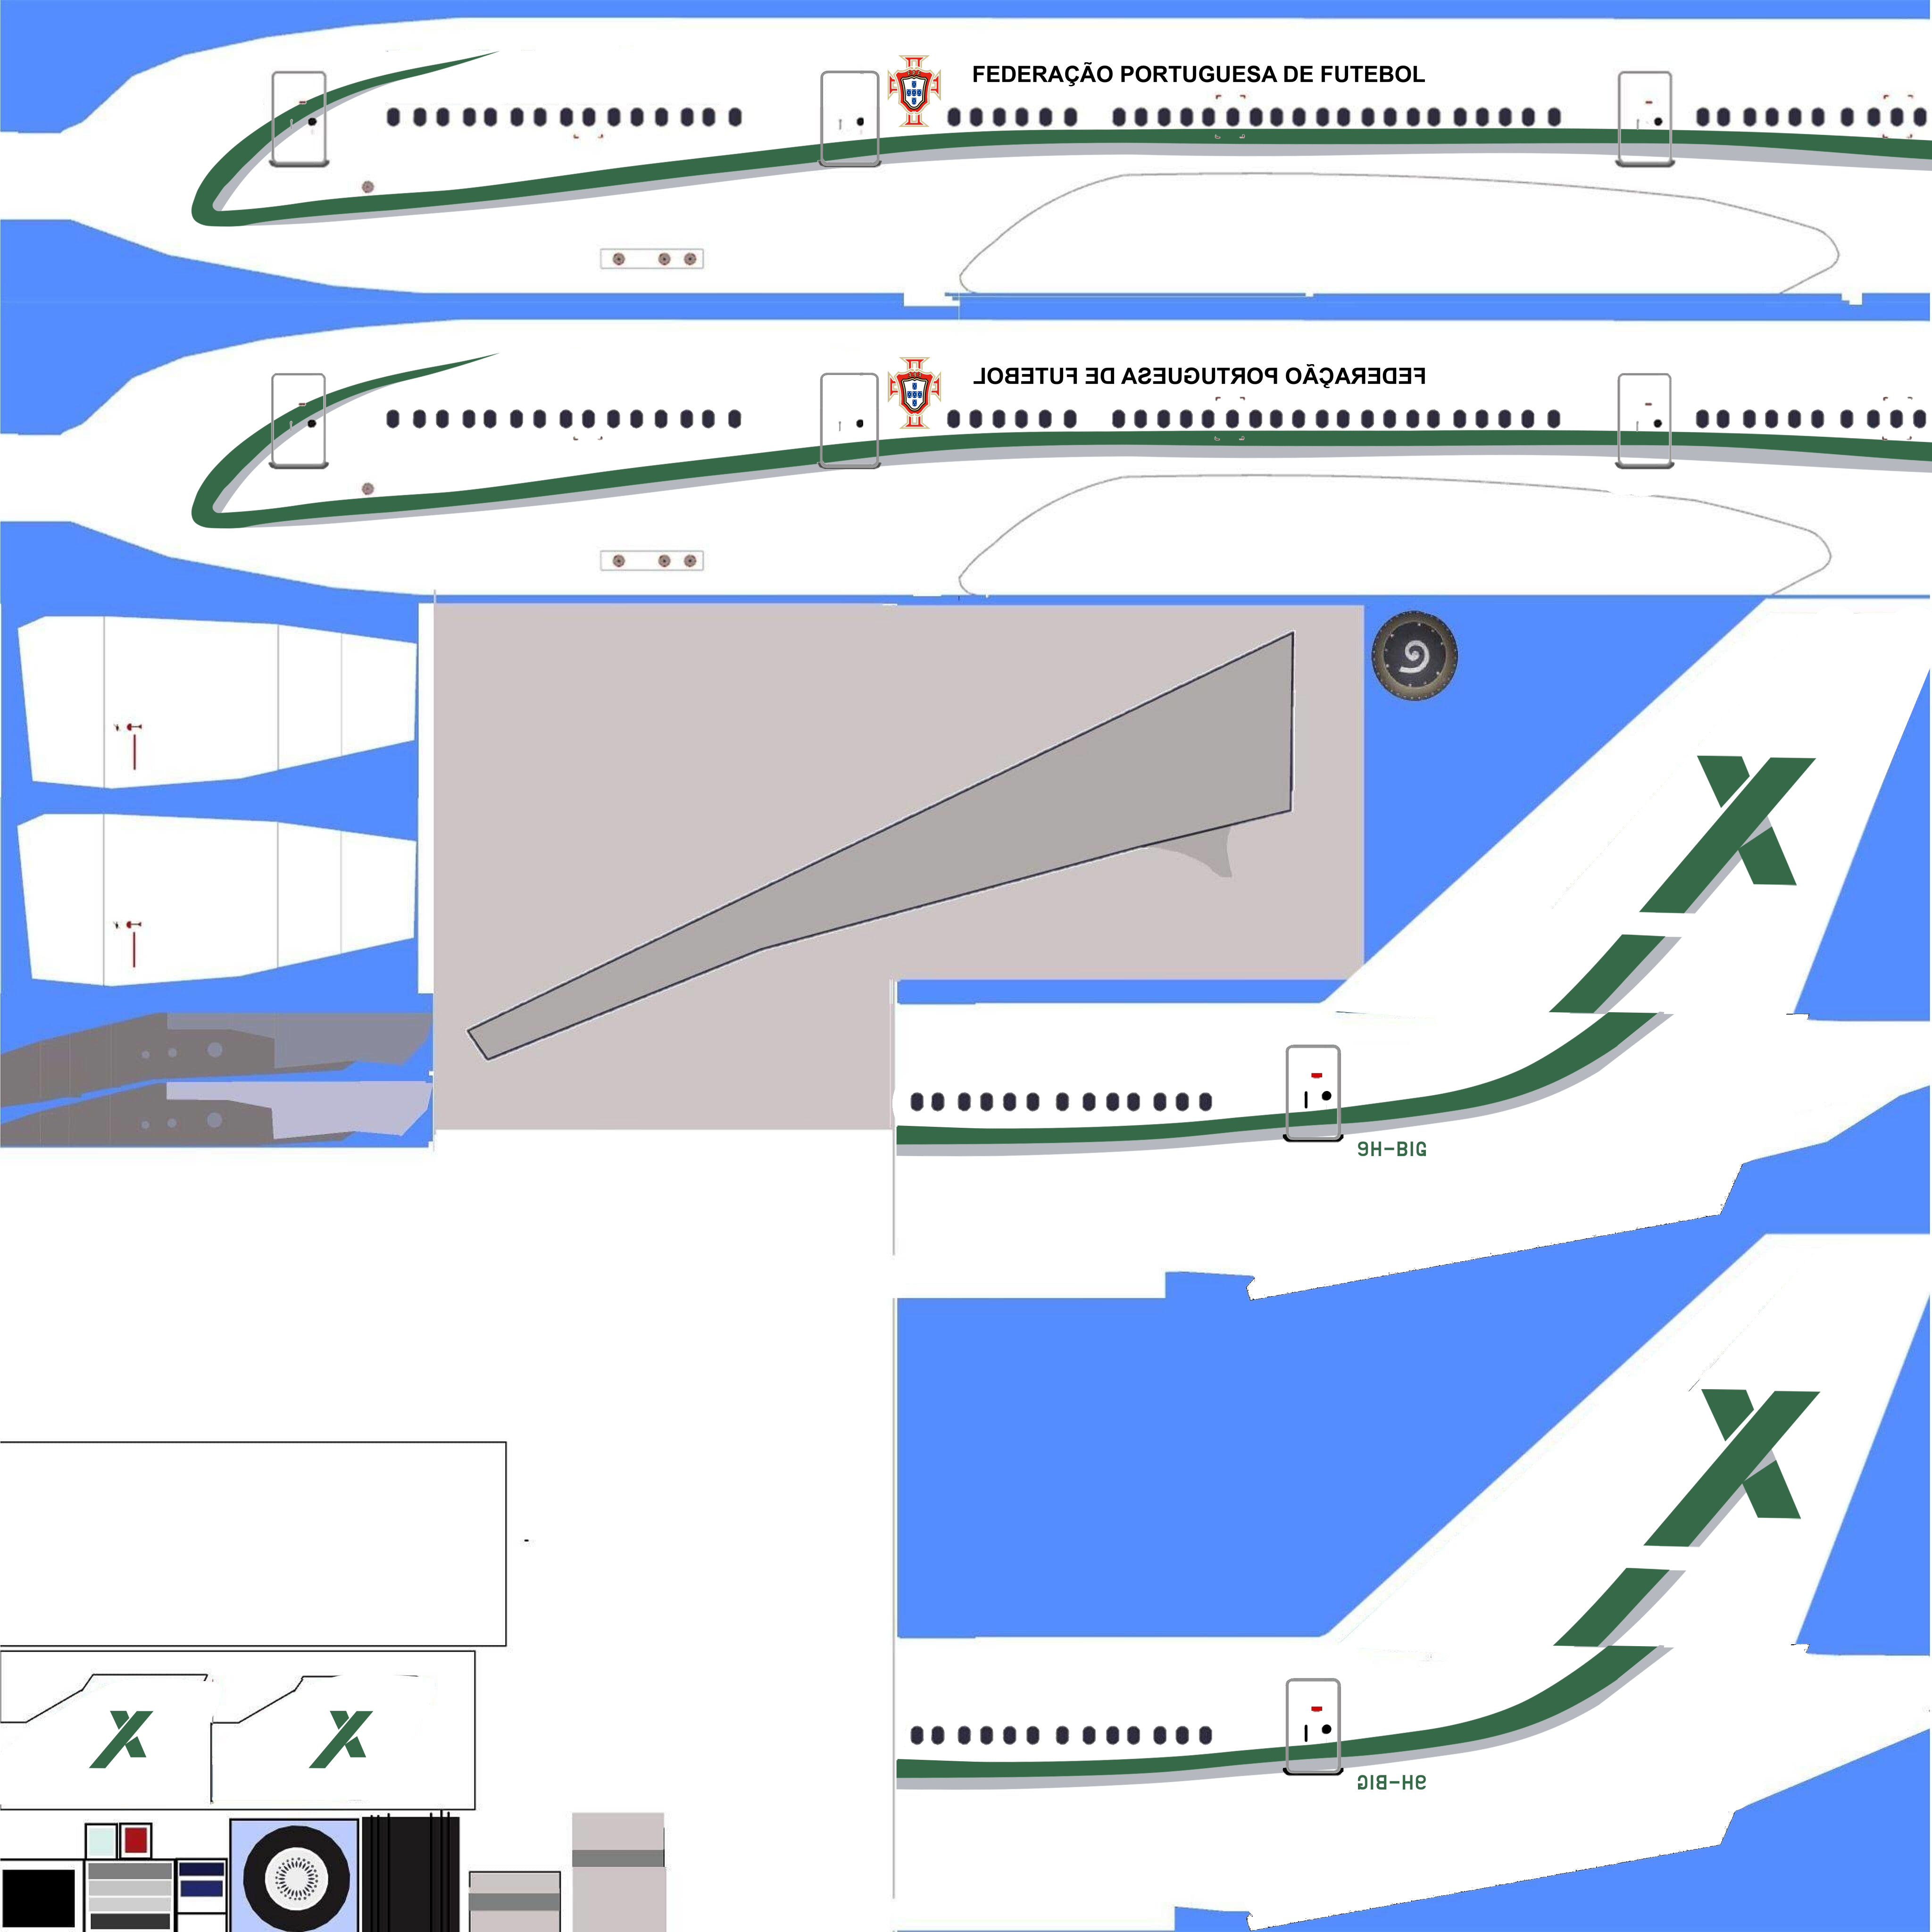 FEDERAÇÃO PORTUGUESA DE FUTEBOL
FEDERAÇÃO PORTUGUESA DE FUTEBOL
X
9H-BIG
X
X
X
9H-BIG